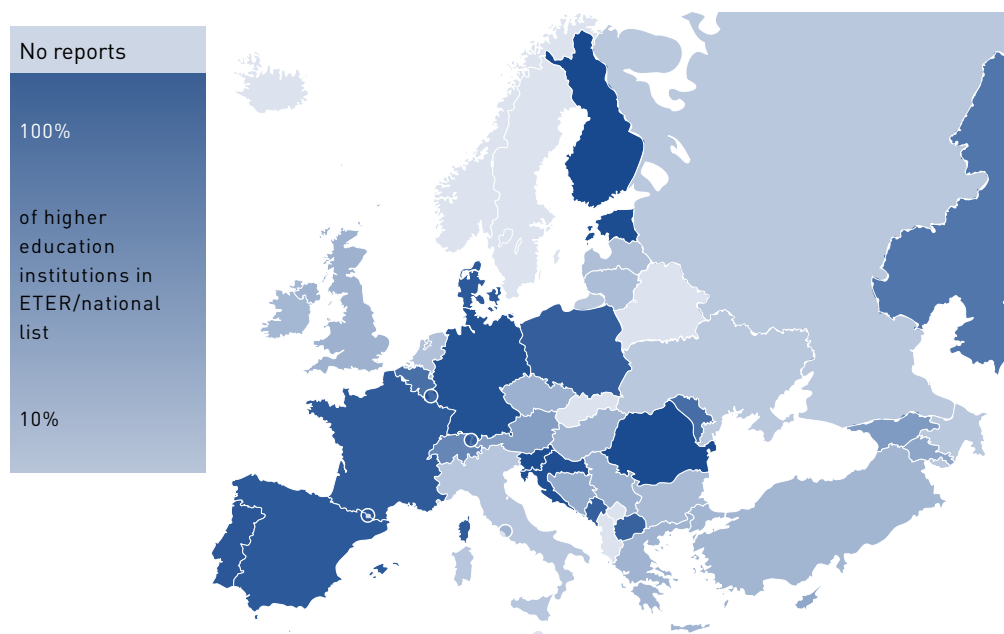 No reports
100%
of higher
education
institutions in
ETER/national
list
10%